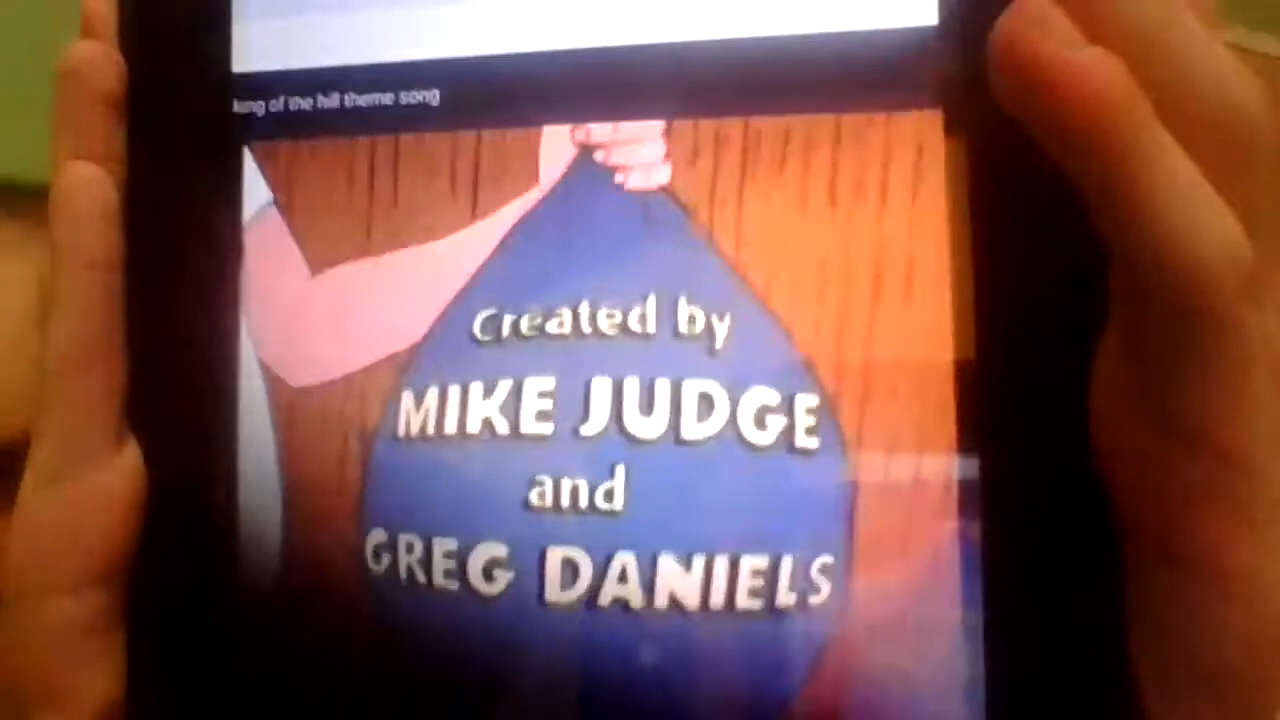 king of the hill theme song
Created by
MIKE JUDGE
and
GREG DANIELS